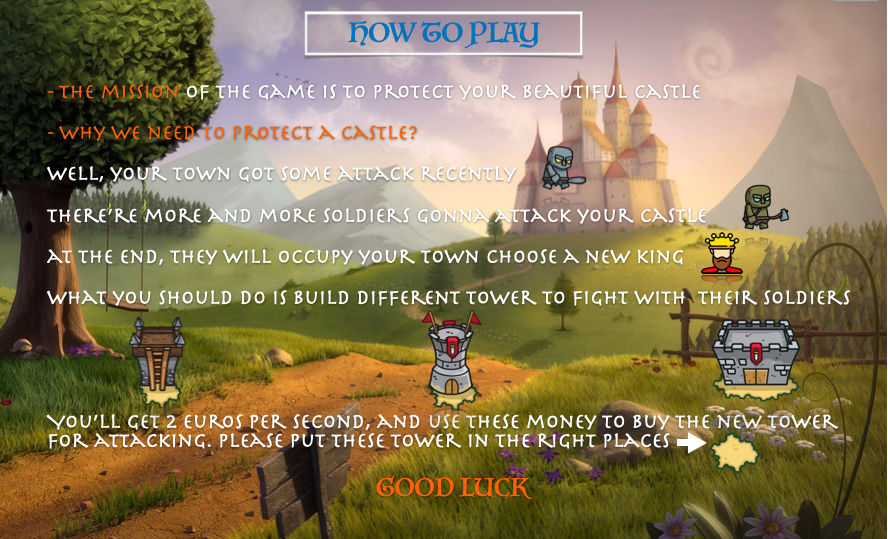 HOW TO PLAY
- THE MISSION OF THE GAME IS TO PROTECT YOUR BEAUTIFUL CASTLE
- WHY WE NEED TO PROTECT A CASTLE?
WELL, YOUR TOWN GOT SOME ATTACK RECENTLY
THERE'RE MORE AND MORE SOLDIERS GONNA ATTACK YOUR CASTLE
AT THE END, THEY WILL OCCUPY YOUR TOWN CHOOSE A NEW KING
WHAT YOU SHOULD DO IS BUILD DIFFERENT TOWER TO FIGHT WITH THEIR SOLDIERS
YOU'LL GET 2 EUROS PER SECOND, AND USE THESE MONEY TO BUY THE NEW TOWER
FOR ATTACKING. PLEASE PUT THESE TOWER IN THE RIGHT PLACES
GOOD LUCK